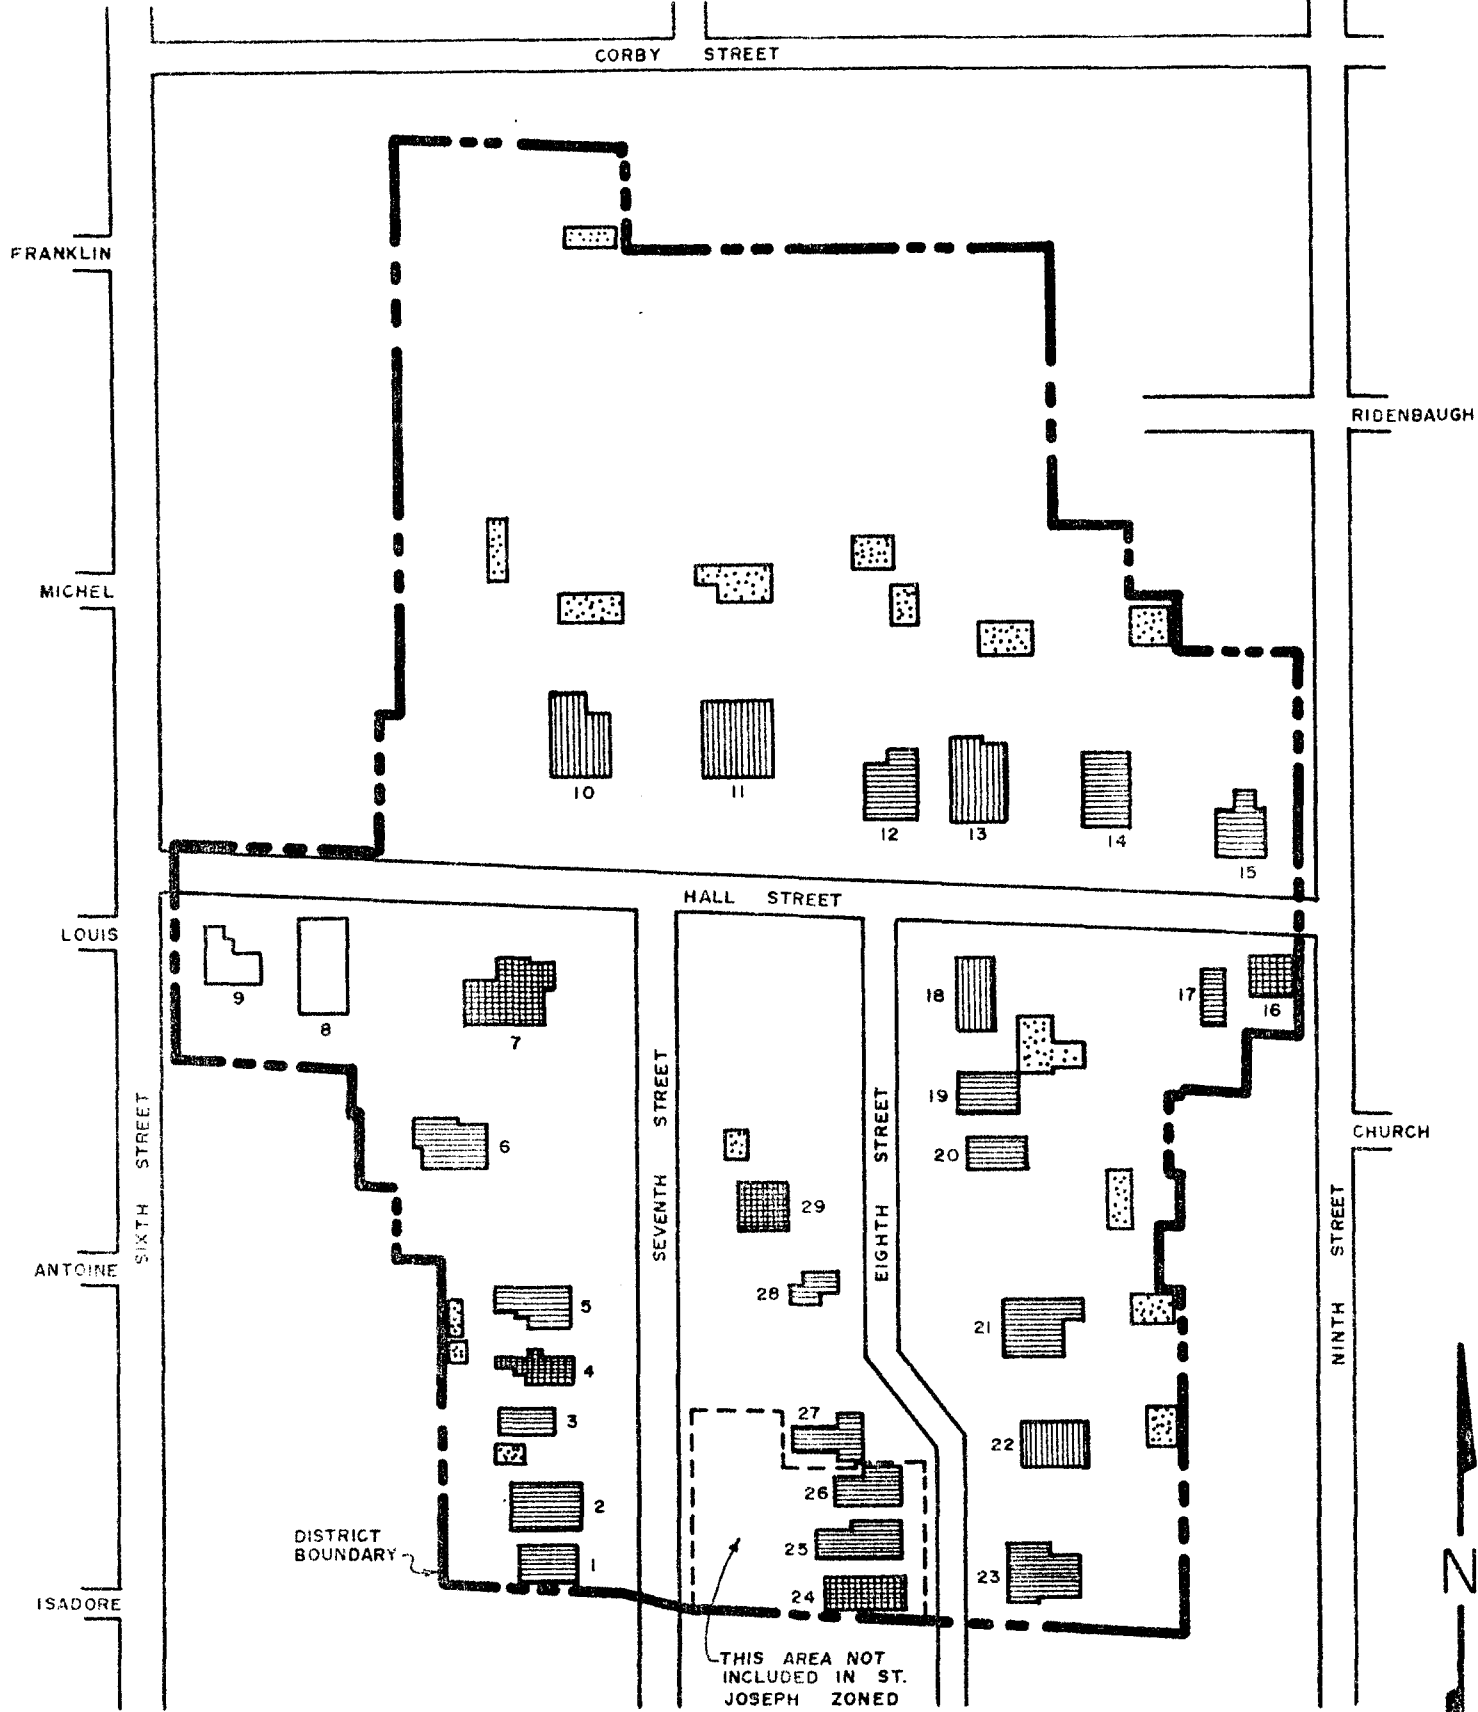 CORBY STREET
FRANKLIN
RIDENBAUGH
MICHEL
10
11
12
13
14
15
HALL STREET
LOUIS
9
8
7
18
17
16
SIXTH STREET
SEVENTH STREET
EIGHTH STREET
NINTH STREET
19
CHURCH
6
20
29
ANTOINE
28
5
21
4
3
27
22
2
26
DISTRICT
BOUNDARY
25
1
23
24
ISADORE
THIS AREA NOT
INCLUDED IN ST.
JOSEPH ZONED
N